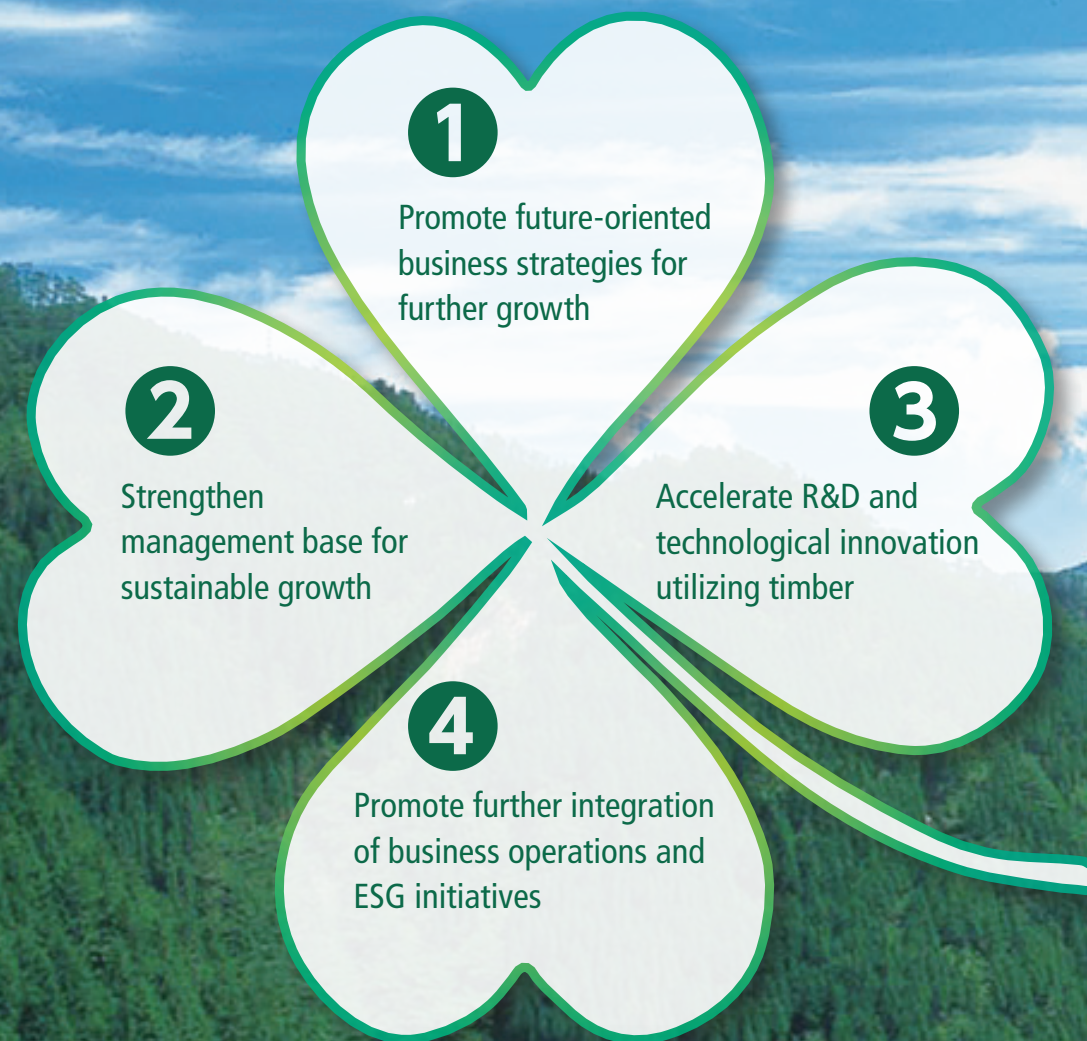 1
Promote future-oriented
business strategies for
further growth
2
Strengthen
management base for
sustainable growth
3
Accelerate R&D and
technological innovation
utilizing timber
4
Promote further integration
of business operations and
ESG initiatives